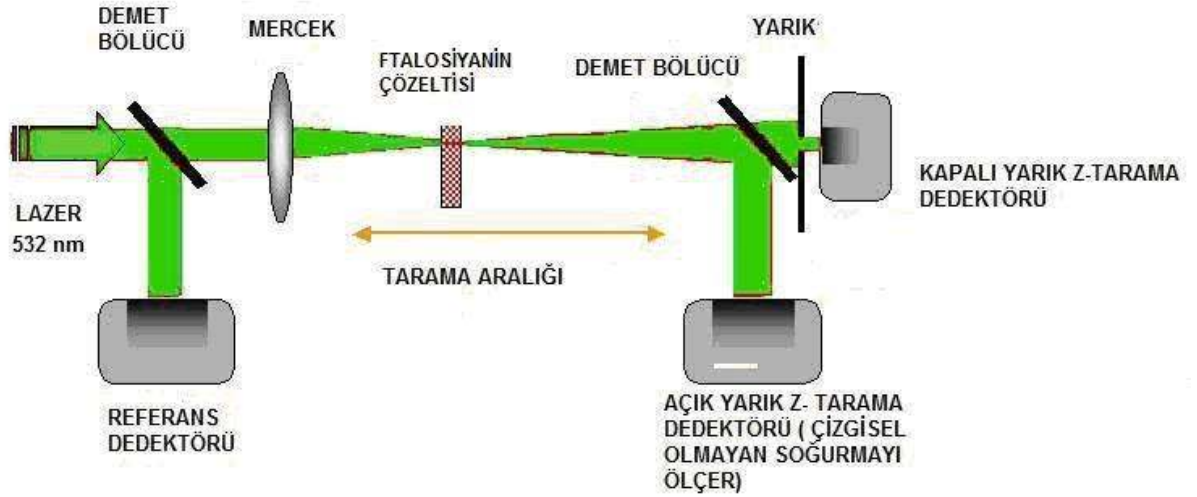 DEMET
BÖLÜCÜ
MERCEK
FTALOSİYANİN
ÇÖZELTİSİ
DEMET BÖLÜCÜ
YARIK
LAZER
532 nm
TARAMA ARALIĞI
KAPALI YARIK Z-TARAMA
DEDEKTÖRÜ
REFERANS
DEDEKTÖRÜ
AÇIK YARIK Z- TARAMA
DEDEKTÖRÜ ( ÇİZGİSEL
OLMAYAN SOĞURMAYI
ÖLÇER)